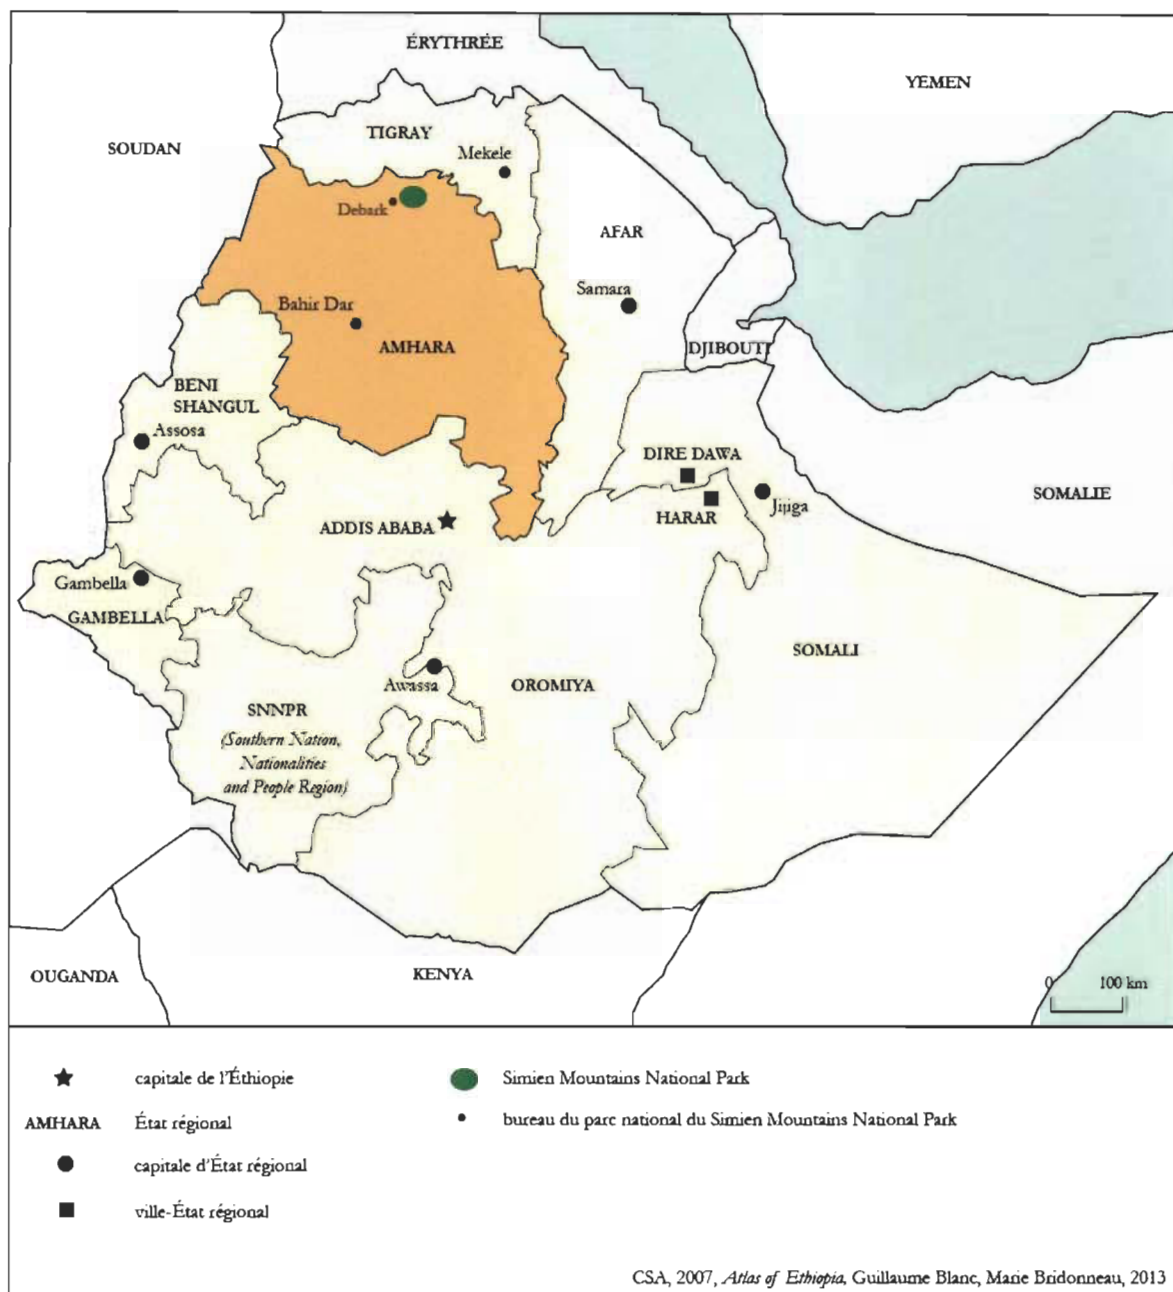 ÉRYTHRÉE
YEMEN
SOUDAN
TIGRAY
Mekele
Debark
AFAR
Samara
Bahir Dar
AMHARA
DJIBOUTI
BENI
SHANGUL
Assosa
DIRE DAWA
SOMALIE
HARAR
Jijiga
ADDIS ABABA
Gambella
GAMBELLA
SOMALI
Awassa
OROMIYA
SNNPR
(Southern Nation,
Nationalities
and People Region)
OUGANDA
KENYA
0 100 km
capitale de l'Éthiopie
Simien Mountains National Park
AMHARA État régional
bureau du parc national du Simien Mountains National Park
capitale d'État régional
ville-État régional
CSA, 2007, Atlas of Ethiopia, Guillaume Blanc, Marie Bridonneau, 2013